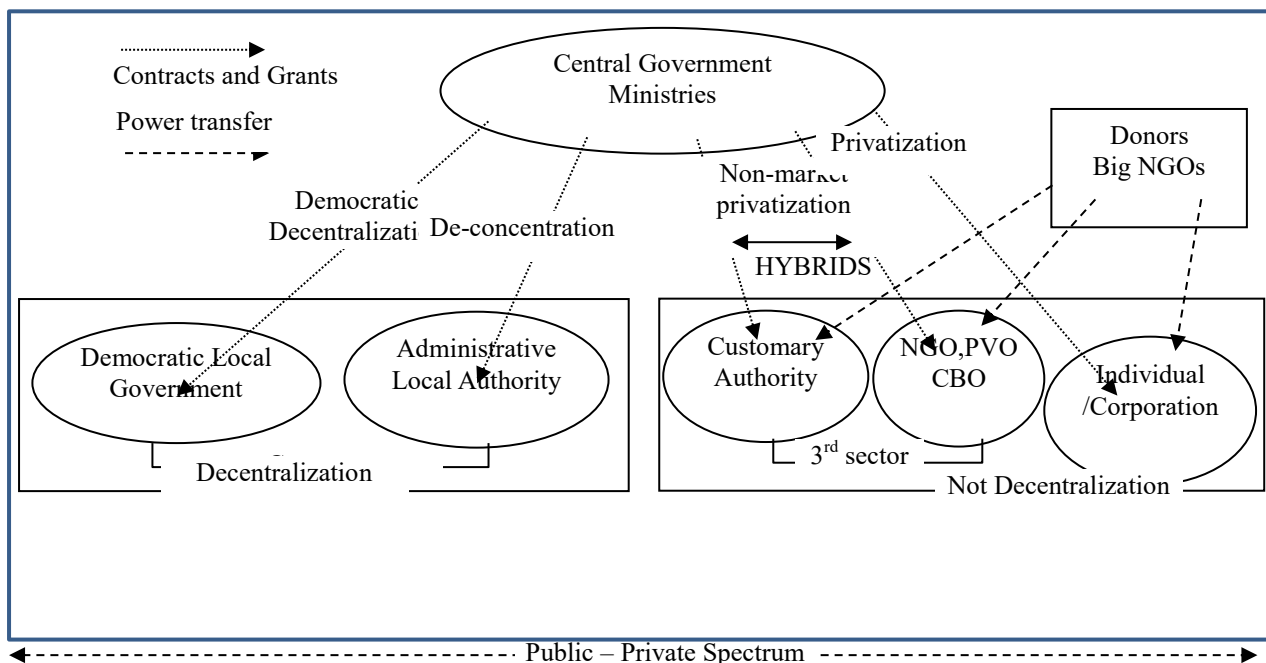 Contracts and Grants
Power transfer
Central Government
Ministries
Privatization
Donors
Big NGOs
Non-market
privatization
HYBRIDS
Democratic
De-concentration
Democratic Local
Government
Administrative
Local Authority
Customary
Authority
NGO,PVO
CBO
Individual
/Corporation
3rd sector
Decentralization
Not Decentralization
Public – Private Spectrum